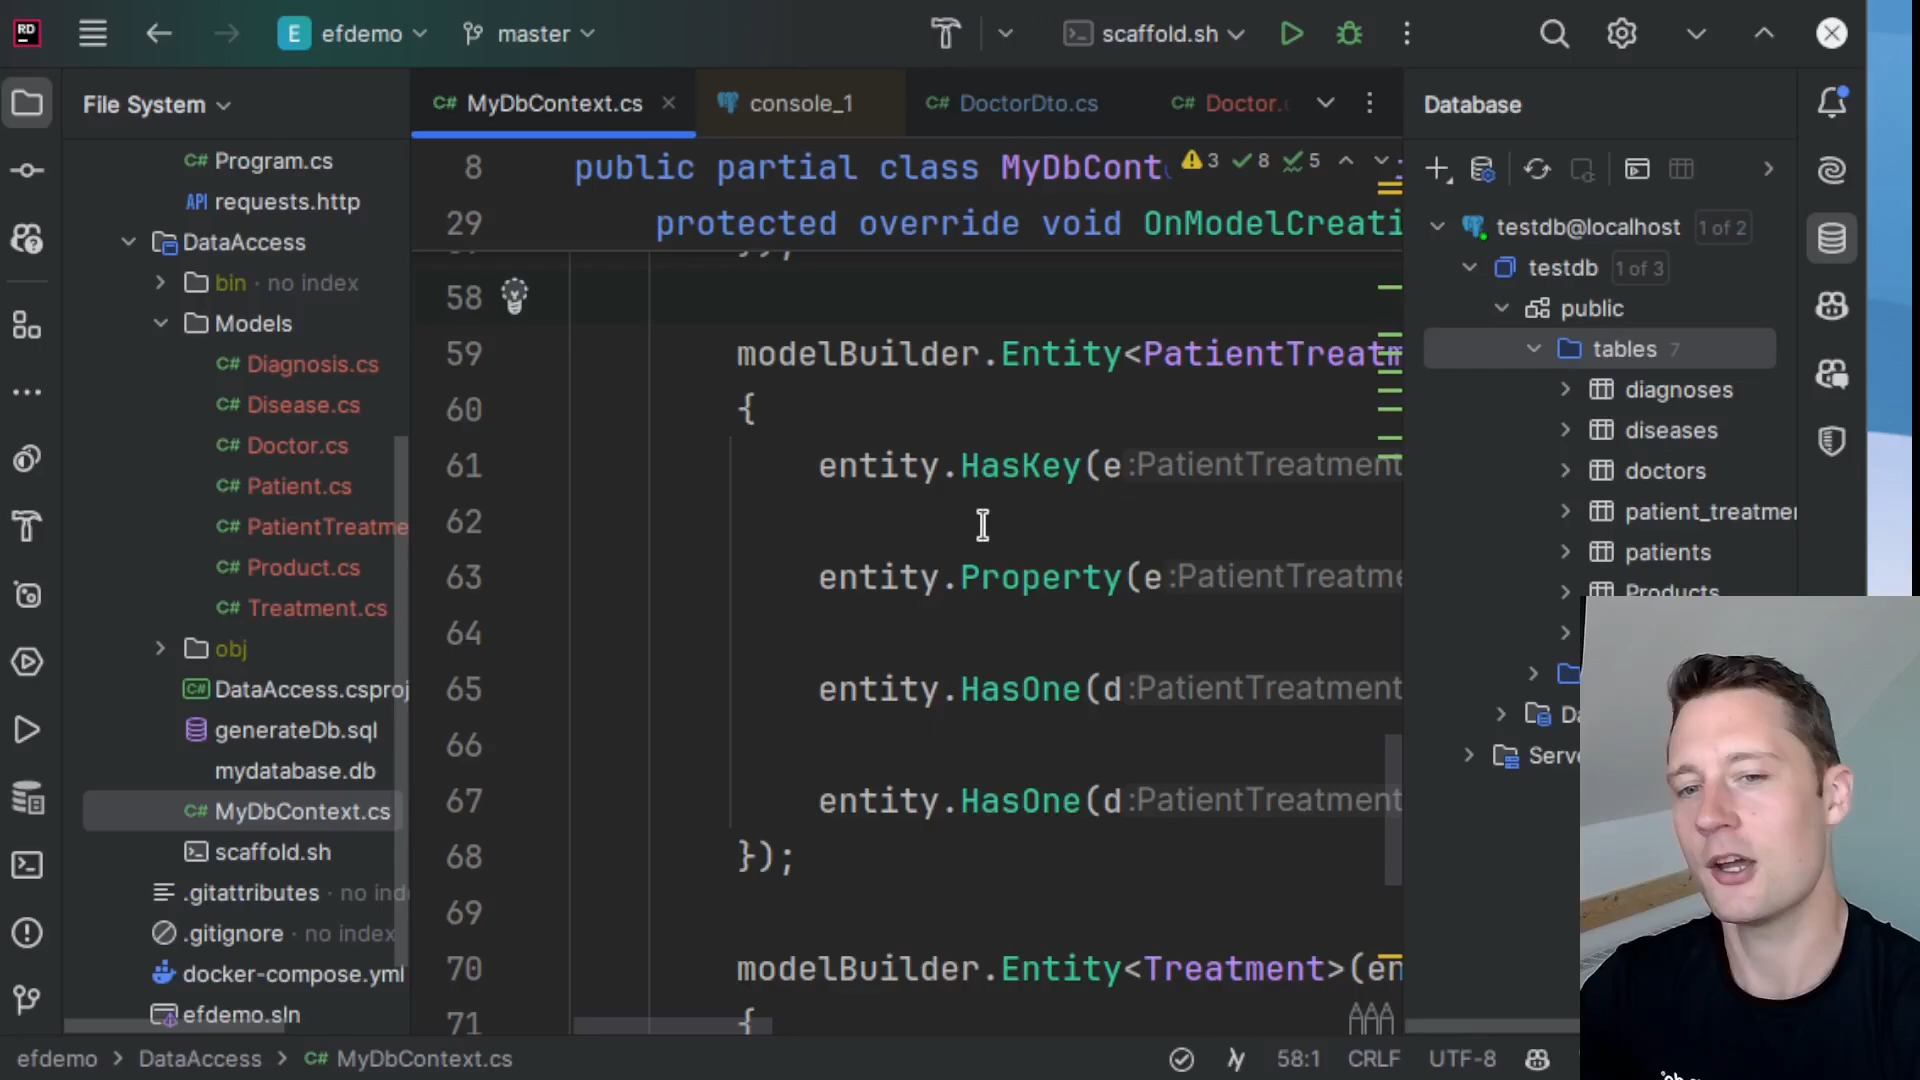 RD
E efdemo
master
scaffold.sh
File System
Program.cs
API requests.http
DataAccess
bin · no index
Models
C# Diagnosis.cs
C# Disease.cs
C# Doctor.cs
C# Patient.cs
C# PatientTreatme
C# Product.cs
C# Treatment.cs
obj
C# DataAccess.csproj
generateDb.sql
mydatabase.db
C# MyDbContext.cs
scaffold.sh
.gitattributes · no ind
.gitignore · no index
docker-compose.yml
efdemo.sln
C# MyDbContext.cs
console_1
C# DoctorDto.cs
C# Doctor.
8 public partial class MyDbCont
3 8 5
29 protected override void OnModelCreati
58
59 modelBuilder.Entity<PatientTreatm
60 {
61 entity.HasKey(e :PatientTreatment
62
63 entity.Property(e :PatientTreatme
64
65 entity.HasOne(d :PatientTreatment
66
67 entity.HasOne(d :PatientTreatment
68 });
69
70 modelBuilder.Entity<Treatment>(en
71 {
Database
testdb@localhost 1 of 2
testdb 1 of 3
public
tables 7
diagnoses
diseases
doctors
patient_treatmen
patients
Products
Da
Serve
efdemo > DataAccess > C# MyDbContext.cs
58:1 CRLF UTF-8